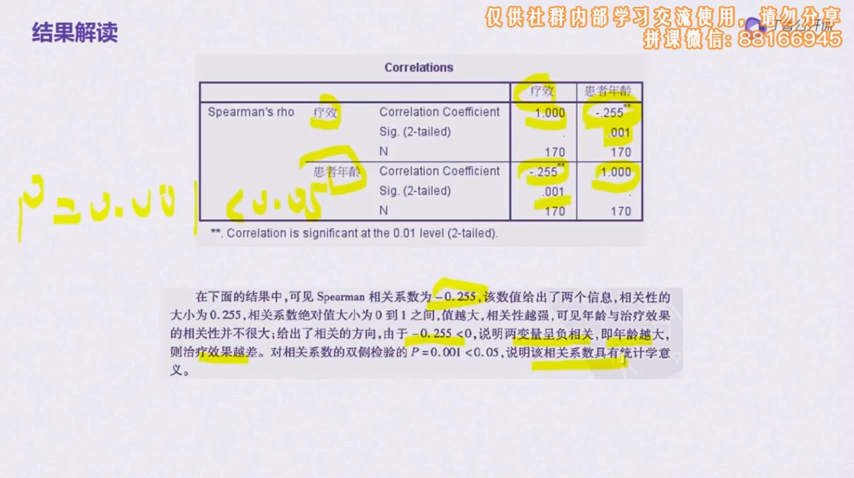 仅供社群内部学习交流使用，请勿分享
拼课微信: 88166945
结果解读
Correlations
疗效 患者年龄
Spearman's rho 疗效 Correlation Coefficient 1.000 -.255**
Sig. (2-tailed) . .001
N 170 170
患者年龄 Correlation Coefficient -.255** 1.000
Sig. (2-tailed) .001 .
N 170 170
**. Correlation is significant at the 0.01 level (2-tailed).
P=0.001 <0.05
在下面的结果中,可见 Spearman 相关系数为 -0.255,该数值给出了两个信息,相关性的
大小为 0.255,相关系数绝对值大小为 0 到 1 之间,值越大,相关性越强,可见年龄与治疗效果
的相关性并不很大;给出了相关的方向,由于 -0.255<0,说明两变量呈负相关,即年龄越大,
则治疗效果越差。对相关系数的双侧检验的 P=0.001<0.05,说明该相关系数具有统计学意
义。